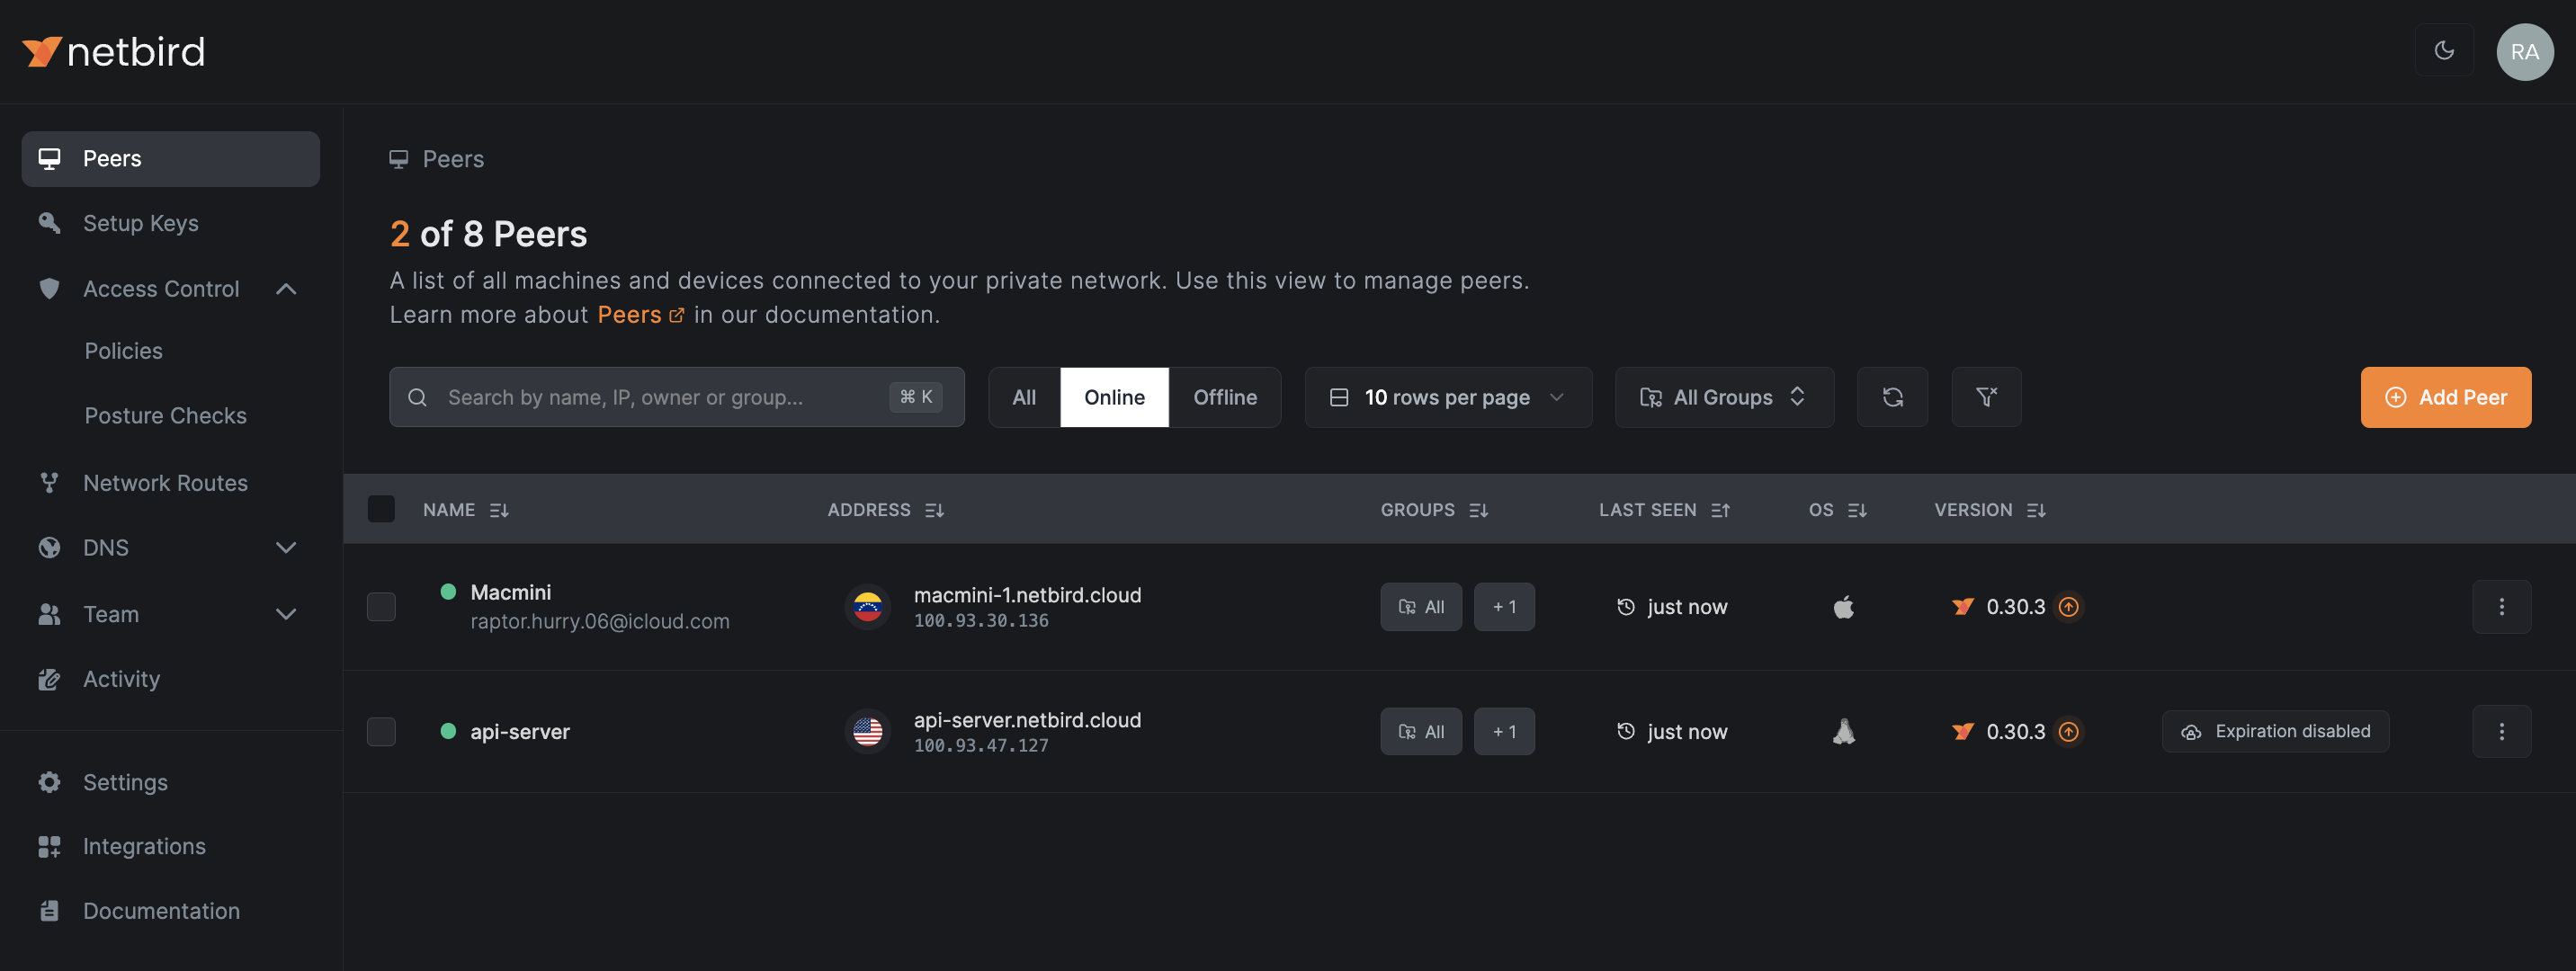 netbird
RA
Peers
Setup Keys
Access Control
Policies
Posture Checks
Network Routes
DNS
Team
Activity
Settings
Integrations
Documentation
Peers
2 of 8 Peers
A list of all machines and devices connected to your private network. Use this view to manage peers.
Learn more about Peers in our documentation.
Search by name, IP, owner or group... ⌘ K
All Online Offline
10 rows per page
All Groups
Add Peer
NAME ADDRESS GROUPS LAST SEEN OS VERSION
Macmini
raptor.hurry.06@icloud.com
macmini-1.netbird.cloud
100.93.30.136
All + 1 just now 0.30.3
api-server
api-server.netbird.cloud
100.93.47.127
All + 1 just now 0.30.3 Expiration disabled